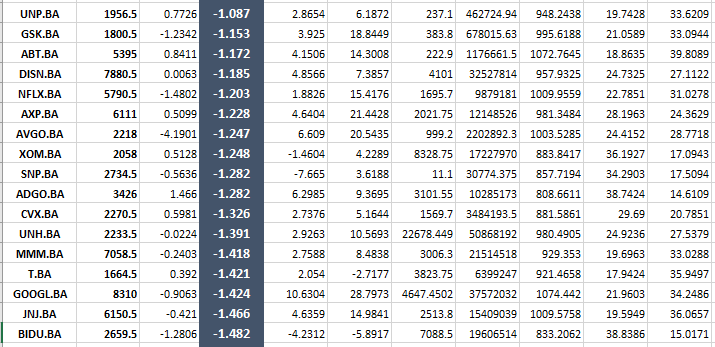 UNP.BA 1956.5 0.7726 -1.087 2.8654 6.1872 237.1 462724.94 948.2438 19.7428 33.6209
GSK.BA 1800.5 -1.2342 -1.153 3.925 18.8449 383.8 678015.63 995.6188 21.0589 33.0944
ABT.BA 5395 0.8411 -1.172 4.1506 14.3008 222.9 1176661.5 1072.7645 18.8635 39.8089
DISN.BA 7880.5 0.0063 -1.185 4.8566 7.3857 4101 32527814 957.9325 24.7325 27.1122
NFLX.BA 5790.5 -1.4802 -1.203 1.8826 15.4176 1695.7 9879181 1009.9559 22.7851 31.0278
AXP.BA 6111 0.5099 -1.228 4.6404 21.4428 2021.75 12148526 981.3484 28.1963 24.3629
AVGO.BA 2218 -4.1901 -1.247 6.609 20.5435 999.2 2202892.3 1003.5285 24.4152 28.7718
XOM.BA 2058 0.5128 -1.248 -1.4604 4.2289 8328.75 17227970 883.8417 36.1927 17.0943
SNP.BA 2734.5 -0.5636 -1.282 -7.665 3.6188 11.1 30774.375 857.7194 34.2903 17.5094
ADGO.BA 3426 1.466 -1.282 6.2985 9.3695 3101.55 10285173 808.6611 38.7424 14.6109
CVX.BA 2270.5 0.5981 -1.326 2.7376 5.1644 1569.7 3484193.5 881.5861 29.69 20.7851
UNH.BA 2233.5 -0.0224 -1.391 2.9263 10.5693 22678.449 50868192 980.4905 24.9236 27.5379
MMM.BA 7058.5 -0.2403 -1.418 2.7588 8.4838 3006.3 21514518 929.353 19.6963 33.0288
T.BA 1664.5 0.392 -1.421 2.054 -2.7177 3823.75 6399247 921.4658 17.9424 35.9497
GOOGL.BA 8310 -0.9063 -1.424 10.6304 28.7973 4647.4502 37572032 1074.442 21.9603 34.2486
JNJ.BA 6150.5 -0.421 -1.466 4.6359 14.9841 2513.8 15409039 1009.5758 19.5949 36.0657
BIDU.BA 2659.5 -1.2806 -1.482 -4.2312 -5.8917 7088.5 19606514 833.2062 38.8386 15.0171